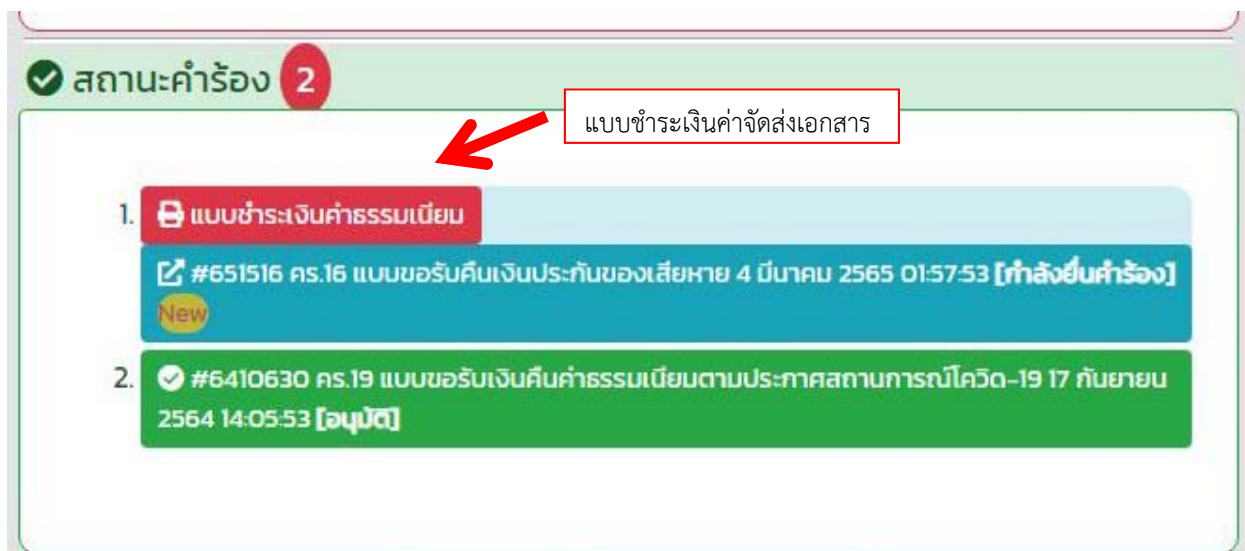 สถานะคำร้อง 2
แบบชำระเงินค่าจัดส่งเอกสาร
1. แบบชำระเงินค่าธรรมเนียม
#651516 คร.16 แบบขอรับคืนเงินประกันของเสียหาย 4 มีนาคม 2565 01:57:53 [กำลังยื่นคำร้อง]
New
2. #6410630 คร.19 แบบขอรับเงินคืนค่าธรรมเนียมตามประกาศสถานการณ์โควิด-19 17 กันยายน
2564 14:05:53 [อนุมัติ]